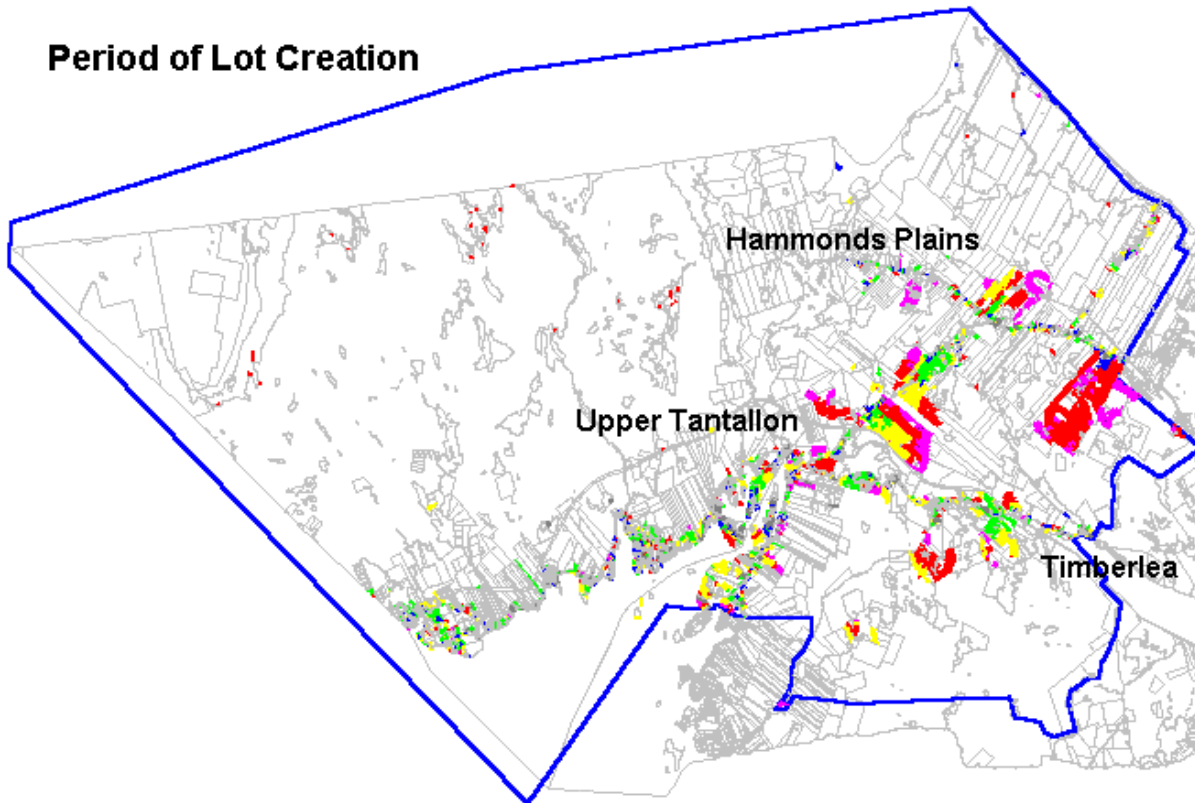 Period of Lot Creation
Hammonds Plains
Upper Tantallon
Timberlea